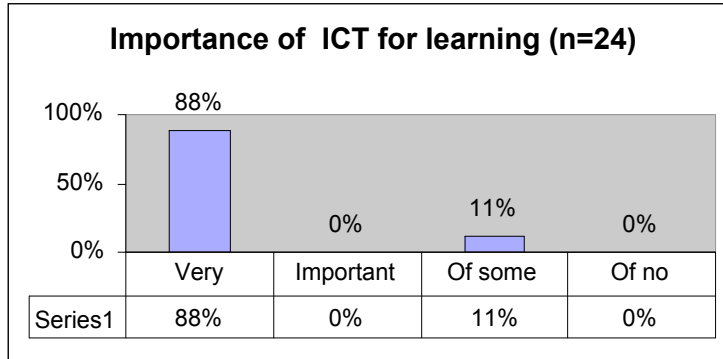 Importance of ICT for learning (n=24)
100%
50%
0%
88%
0%
11%
0%
Very Important Of some Of no
Series1 88% 0% 11% 0%